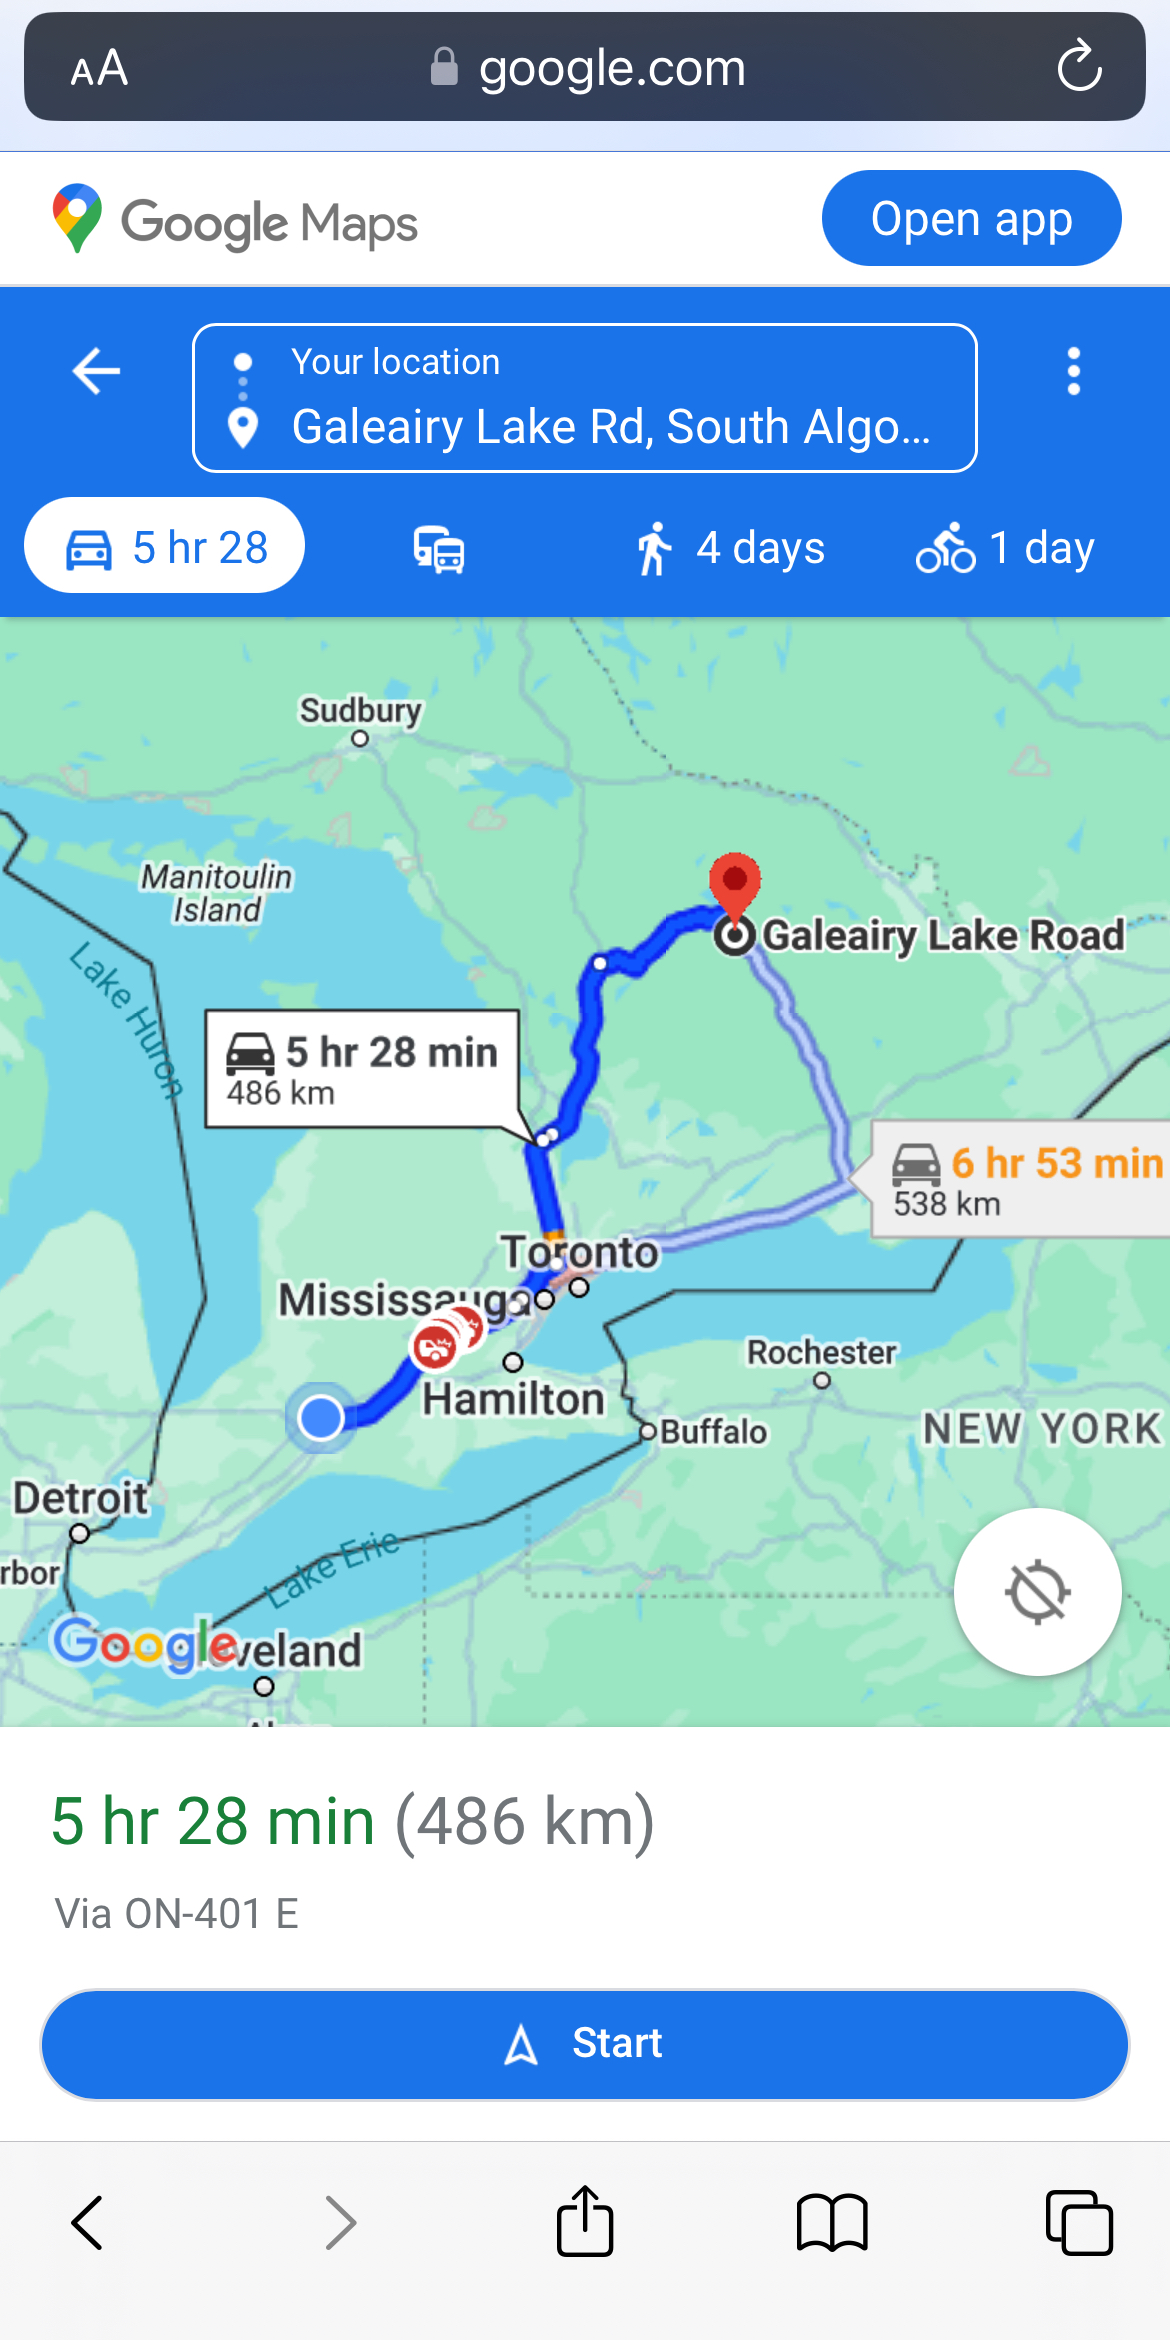 AA
google.com
Google Maps
Open app
Your location
Galeairy Lake Rd, South Algo...
5 hr 28
4 days
1 day
Sudbury
Manitoulin
Island
Galeairy Lake Road
Lake Huron
5 hr 28 min
486 km
6 hr 53 min
538 km
Toronto
Mississauga
Rochester
Hamilton
Buffalo
NEW YORK
Detroit
Lake Erie
rbor
Google
veland
5 hr 28 min (486 km)
Via ON-401 E
Start